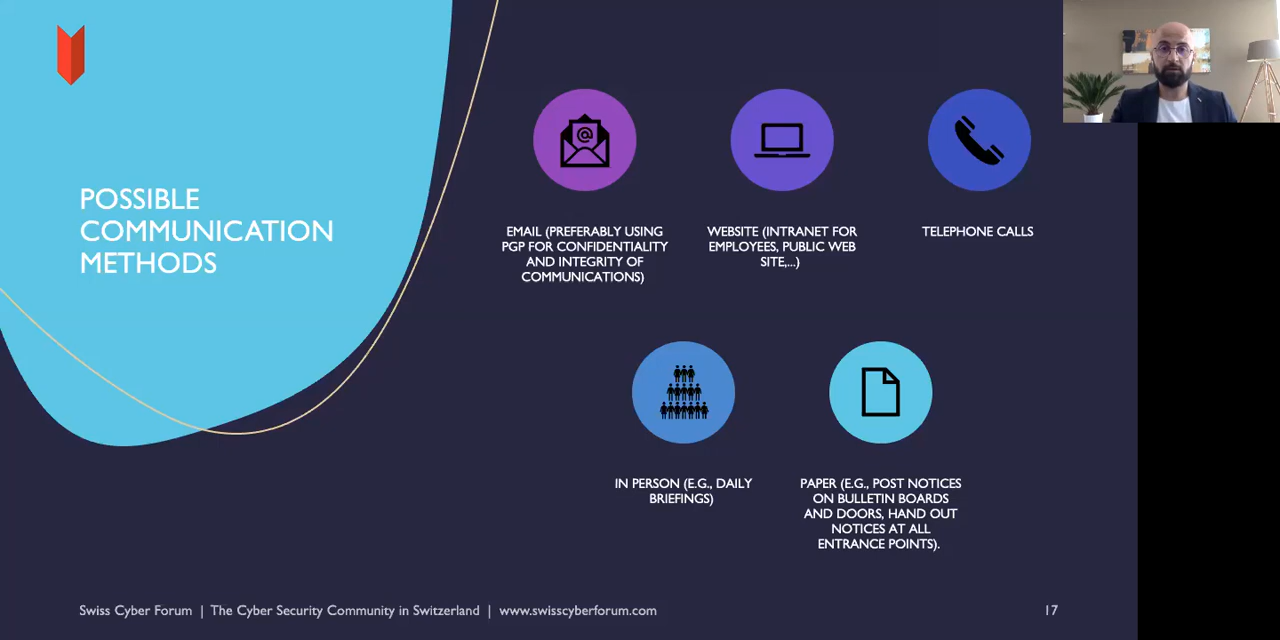 POSSIBLE
COMMUNICATION
METHODS
EMAIL (PREFERABLY USING
PGP FOR CONFIDENTIALITY
AND INTEGRITY OF
COMMUNICATIONS)
WEBSITE (INTRANET FOR
EMPLOYEES, PUBLIC WEB
SITE,...)
TELEPHONE CALLS
IN PERSON (E.G., DAILY
BRIEFINGS)
PAPER (E.G., POST NOTICES
ON BULLETIN BOARDS
AND DOORS, HAND OUT
NOTICES AT ALL
ENTRANCE POINTS).
Swiss Cyber Forum | The Cyber Security Community in Switzerland | www.swisscyberforum.com
17